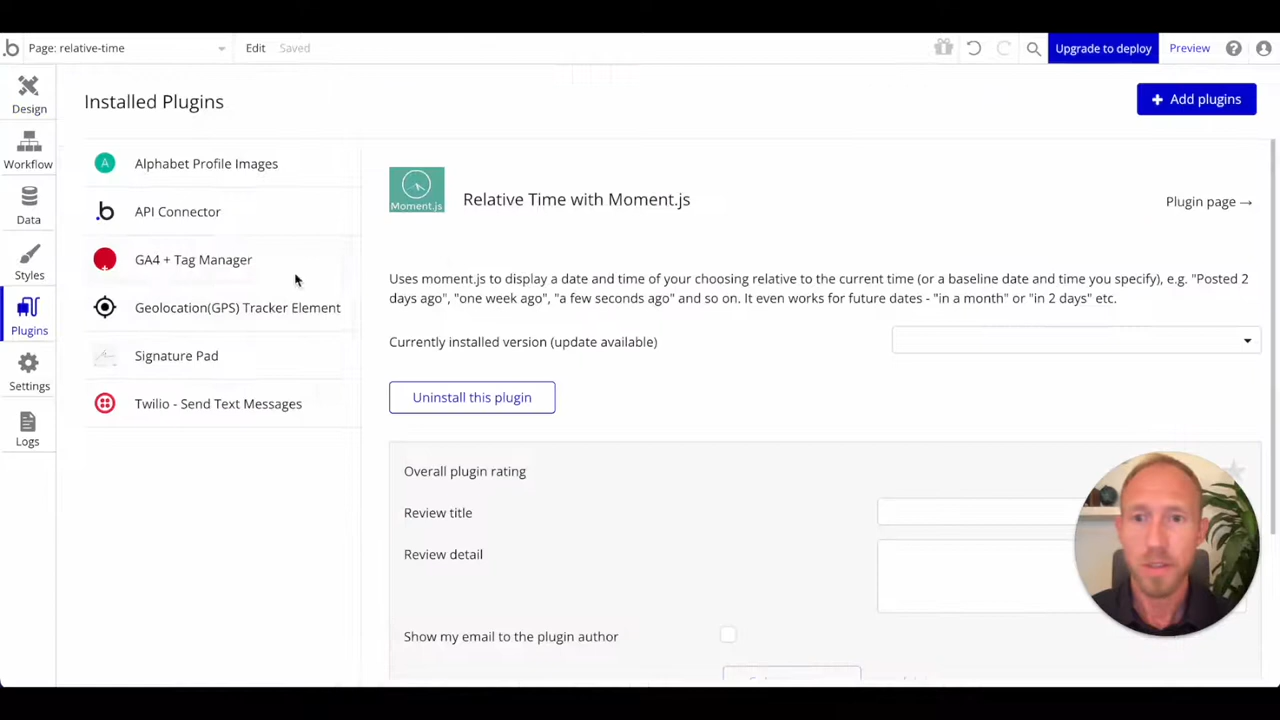 .b Page: relative-time Edit Saved Upgrade to deploy Preview ?
Design
Workflow
Data
Styles
Plugins
Settings
Logs
Installed Plugins
+ Add plugins
A Alphabet Profile Images
.b API Connector
GA4 + Tag Manager
Geolocation(GPS) Tracker Element
Signature Pad
Twilio - Send Text Messages
Moment.js
Relative Time with Moment.js
Plugin page →
Uses moment.js to display a date and time of your choosing relative to the current time (or a baseline date and time you specify), e.g. "Posted 2
days ago", "one week ago", "a few seconds ago" and so on. It even works for future dates - "in a month" or "in 2 days" etc.
Currently installed version (update available)
Uninstall this plugin
Overall plugin rating
Review title
Review detail
Show my email to the plugin author